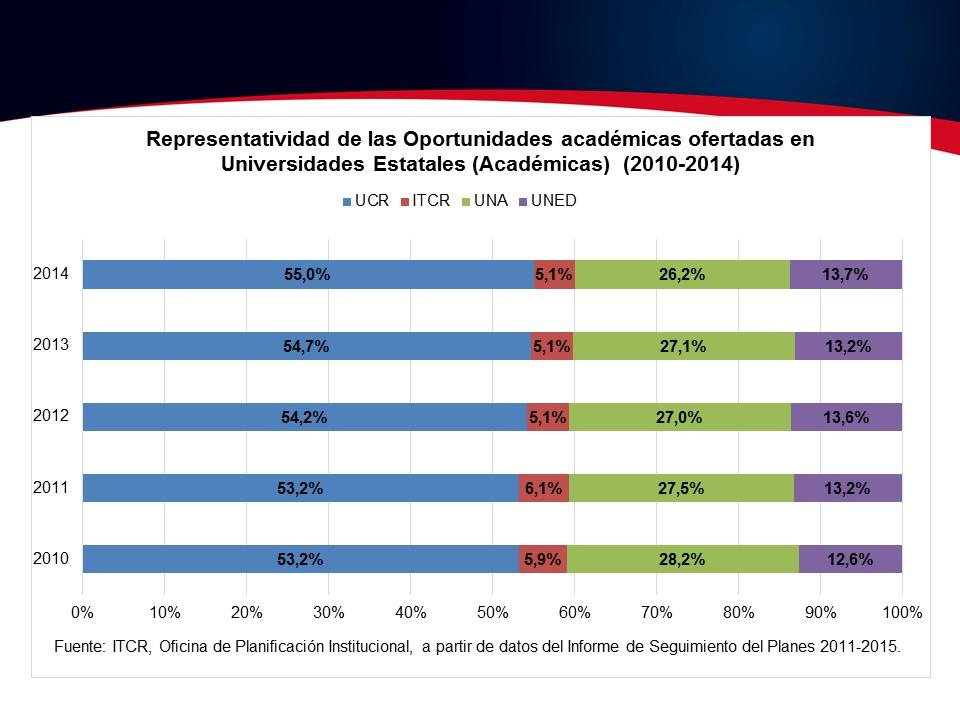 Representatividad de las Oportunidades académicas ofertadas en
Universidades Estatales (Académicas)  (2010-2014)
UCR ITCR UNA UNED
2014 55,0% 5,1% 26,2% 13,7%
2013 54,7% 5,1% 27,1% 13,2%
2012 54,2% 5,1% 27,0% 13,6%
2011 53,2% 6,1% 27,5% 13,2%
2010 53,2% 5,9% 28,2% 12,6%
0% 10% 20% 30% 40% 50% 60% 70% 80% 90% 100%
Fuente: ITCR, Oficina de Planificación Institucional,  a partir de datos del Informe de Seguimiento del Planes 2011-2015.